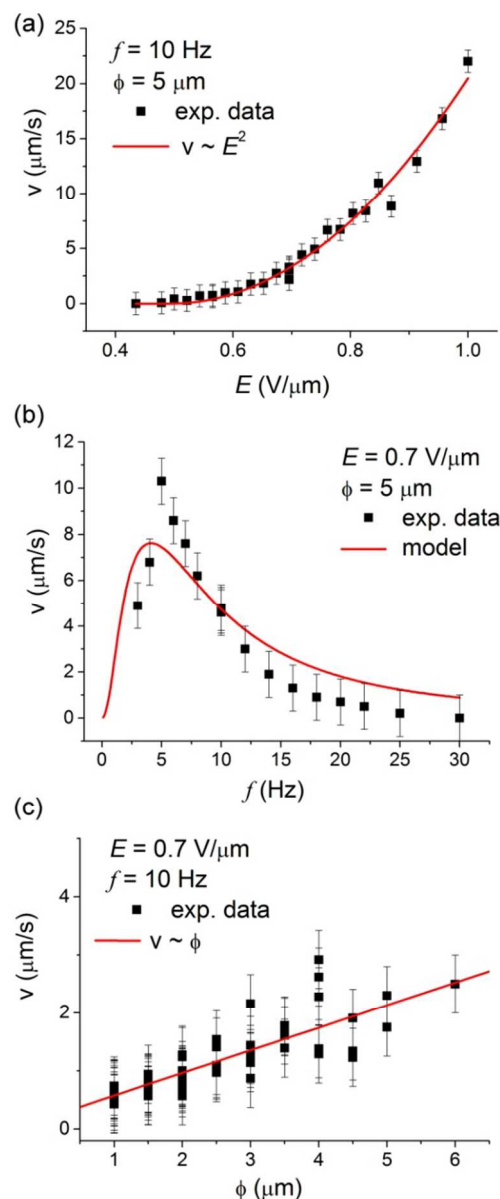 (a)
f = 10 Hz
ϕ = 5 μm
exp. data
v ~ E²
v (μm/s)
25
20
15
10
5
0
0.4 0.6 0.8 1.0
E (V/μm)
(b)
E = 0.7 V/μm
ϕ = 5 μm
exp. data
model
v (μm/s)
12
10
8
6
4
2
0
0 5 10 15 20 25 30
f (Hz)
(c)
E = 0.7 V/μm
f = 10 Hz
exp. data
v ~ ϕ
v (μm/s)
4
2
0
1 2 3 4 5 6
ϕ (μm)